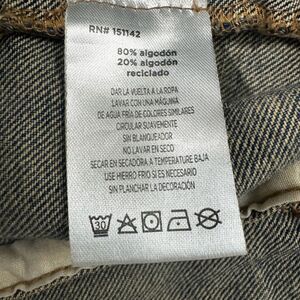 RN# 151142
80% algodón
20% algodón
reciclado
DAR LA VUELTA A LA ROPA
LAVAR CON UNA MÁQUINA
DE AGUA FRÍA DE COLORES SIMILARES
CIRCULAR SUAVEMENTE
SIN BLANQUEADOR
NO LAVAR EN SECO
SECAR EN SECADORA A TEMPERATURE BAJA
USE HIERRO FRIO SI ES NECESARIO
SIN PLANCHAR LA DECORACIÓN
30